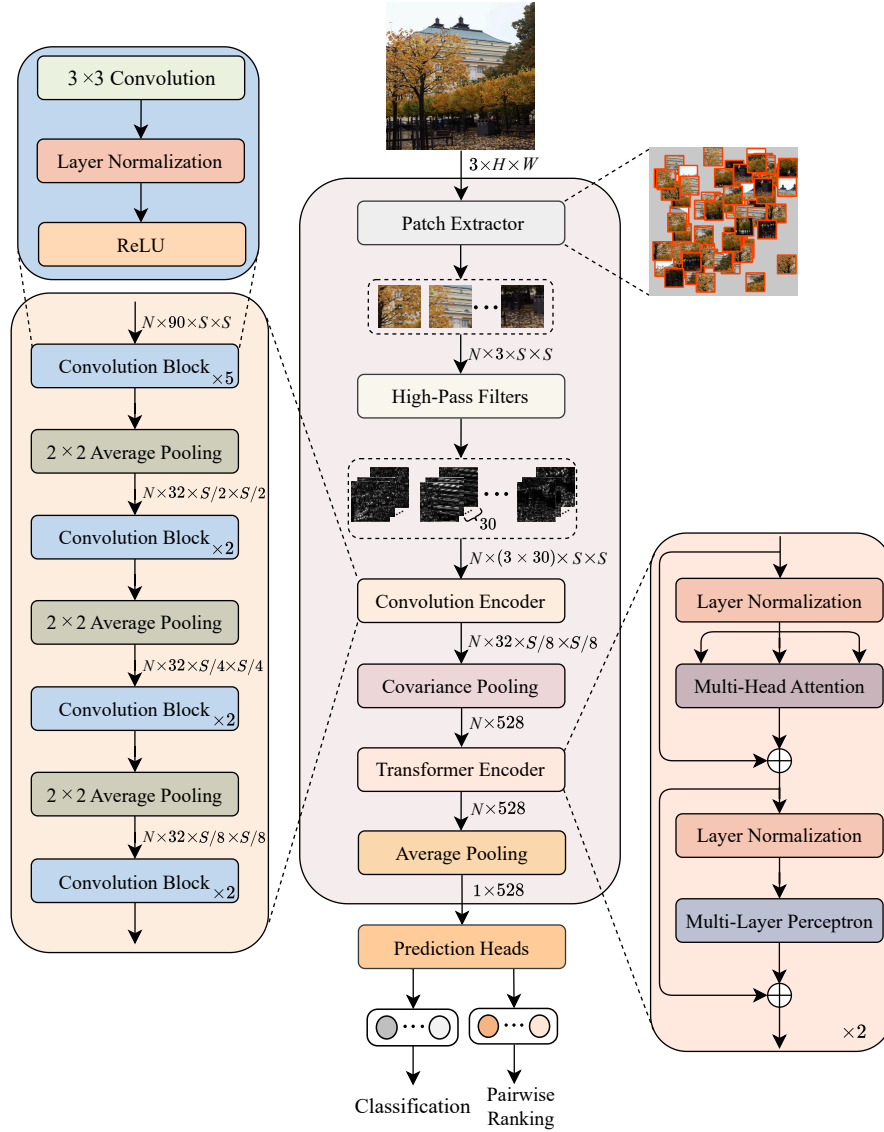 3 × 3 Convolution
Layer Normalization
ReLU
N × 90 × S × S
Convolution Block ×5
2 × 2 Average Pooling
N × 32 × S/2 × S/2
Convolution Block ×2
2 × 2 Average Pooling
N × 32 × S/4 × S/4
Convolution Block ×2
2 × 2 Average Pooling
N × 32 × S/8 × S/8
Convolution Block ×2
3 × H × W
Patch Extractor
N × 3 × S × S
High-Pass Filters
30
N × (3 × 30) × S × S
Convolution Encoder
N × 32 × S/8 × S/8
Covariance Pooling
N × 528
Transformer Encoder
N × 528
Average Pooling
1 × 528
Prediction Heads
Classification
Pairwise
Ranking
Layer Normalization
Multi-Head Attention
Layer Normalization
Multi-Layer Perceptron
×2